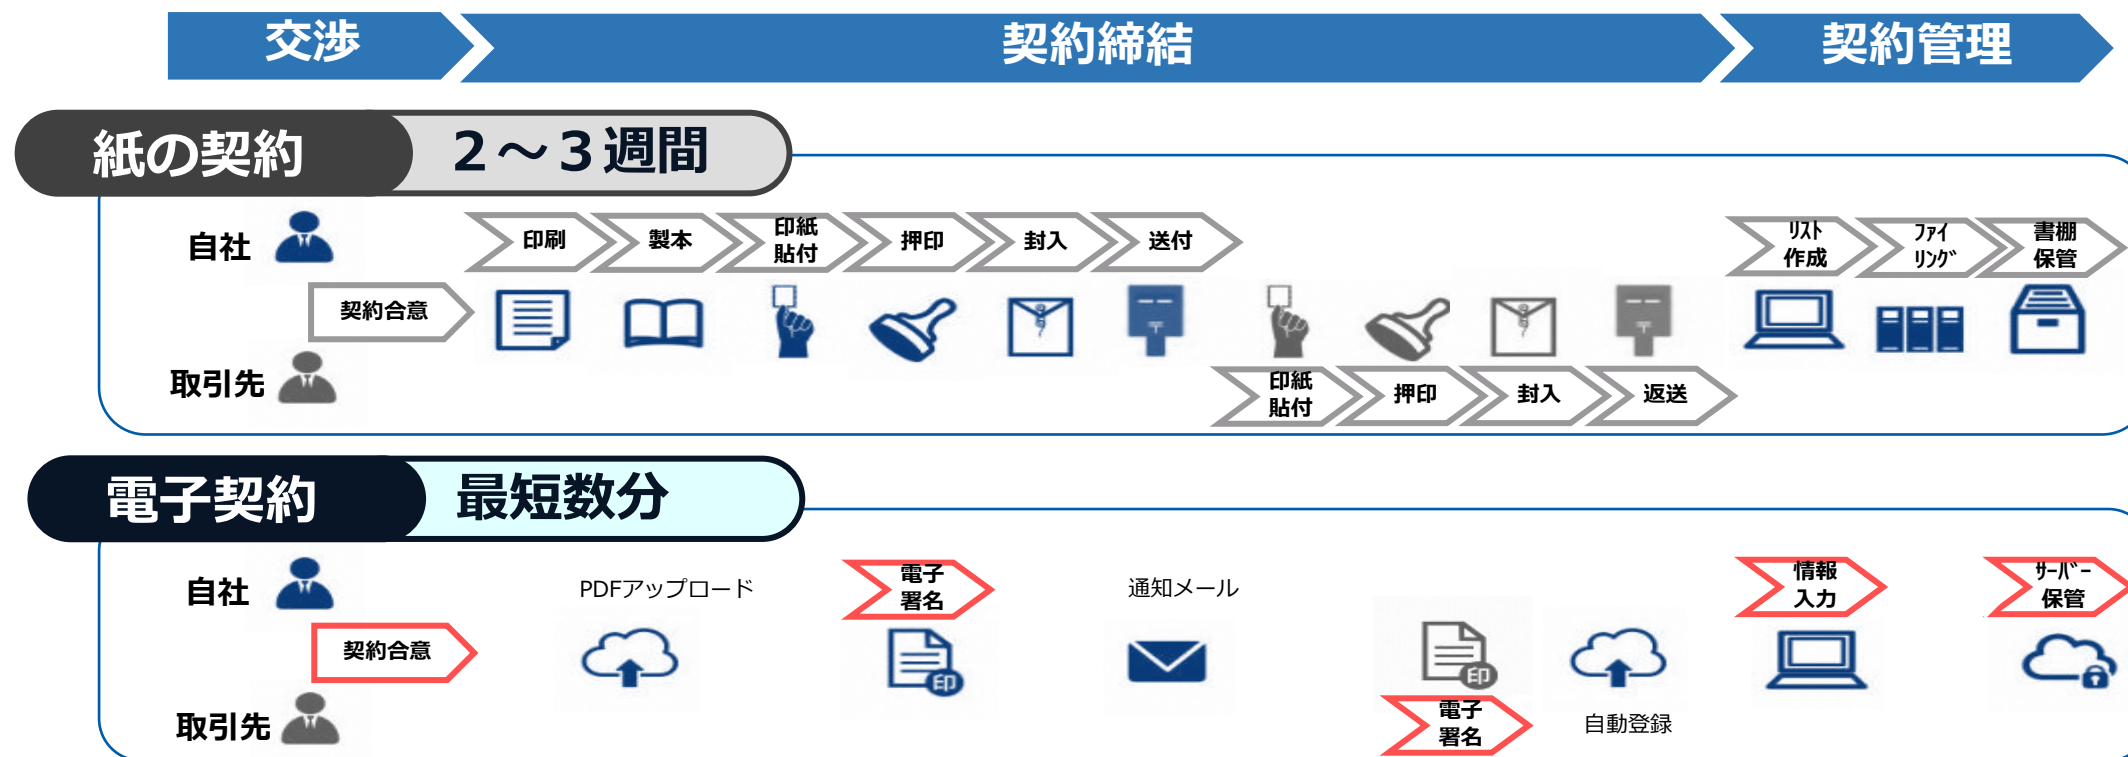 交渉
契約締結
契約管理
紙の契約
２～３週間
自社
印刷
製本
印紙
貼付
押印
封入
送付
ﾘｽﾄ
作成
ﾌｧｲ
ﾘﾝｸﾞ
書棚
保管
契約合意
〒
〒
取引先
印紙
貼付
押印
封入
返送
電子契約
最短数分
自社
PDFアップロード
電子
署名
通知メール
情報
入力
ｻｰﾊﾞｰ
保管
契約合意
印
印
取引先
電子
署名
自動登録